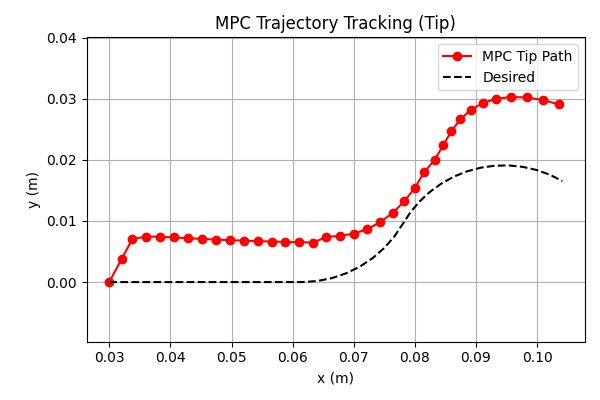 MPC Trajectory Tracking (Tip)
0.04
0.03
0.02
0.01
0.00
y (m)
MPC Tip Path
Desired
0.03 0.04 0.05 0.06 0.07 0.08 0.09 0.10
x (m)